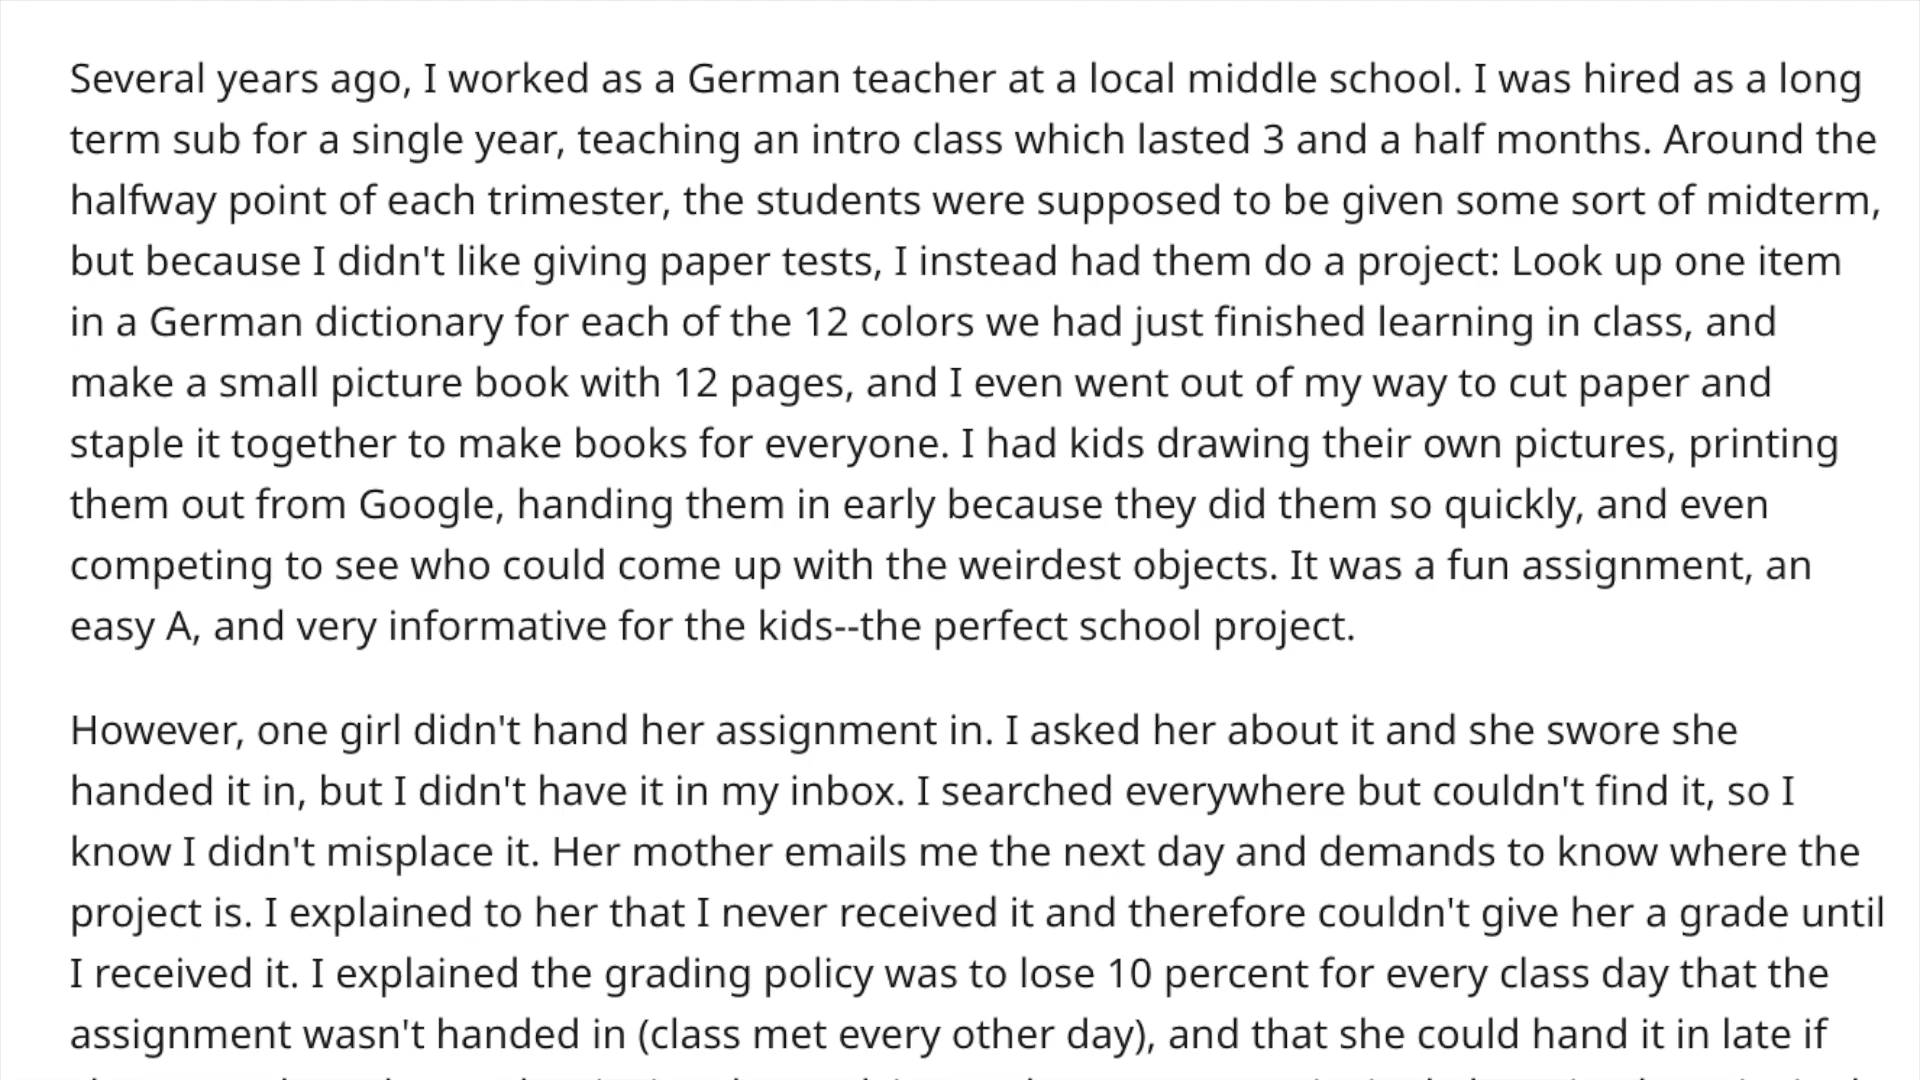 Several years ago, I worked as a German teacher at a local middle school. I was hired as a long
term sub for a single year, teaching an intro class which lasted 3 and a half months. Around the
halfway point of each trimester, the students were supposed to be given some sort of midterm,
but because I didn't like giving paper tests, I instead had them do a project: Look up one item
in a German dictionary for each of the 12 colors we had just finished learning in class, and
make a small picture book with 12 pages, and I even went out of my way to cut paper and
staple it together to make books for everyone. I had kids drawing their own pictures, printing
them out from Google, handing them in early because they did them so quickly, and even
competing to see who could come up with the weirdest objects. It was a fun assignment, an
easy A, and very informative for the kids--the perfect school project.
However, one girl didn't hand her assignment in. I asked her about it and she swore she
handed it in, but I didn't have it in my inbox. I searched everywhere but couldn't find it, so I
know I didn't misplace it. Her mother emails me the next day and demands to know where the
project is. I explained to her that I never received it and therefore couldn't give her a grade until
I received it. I explained the grading policy was to lose 10 percent for every class day that the
assignment wasn't handed in (class met every other day), and that she could hand it in late if